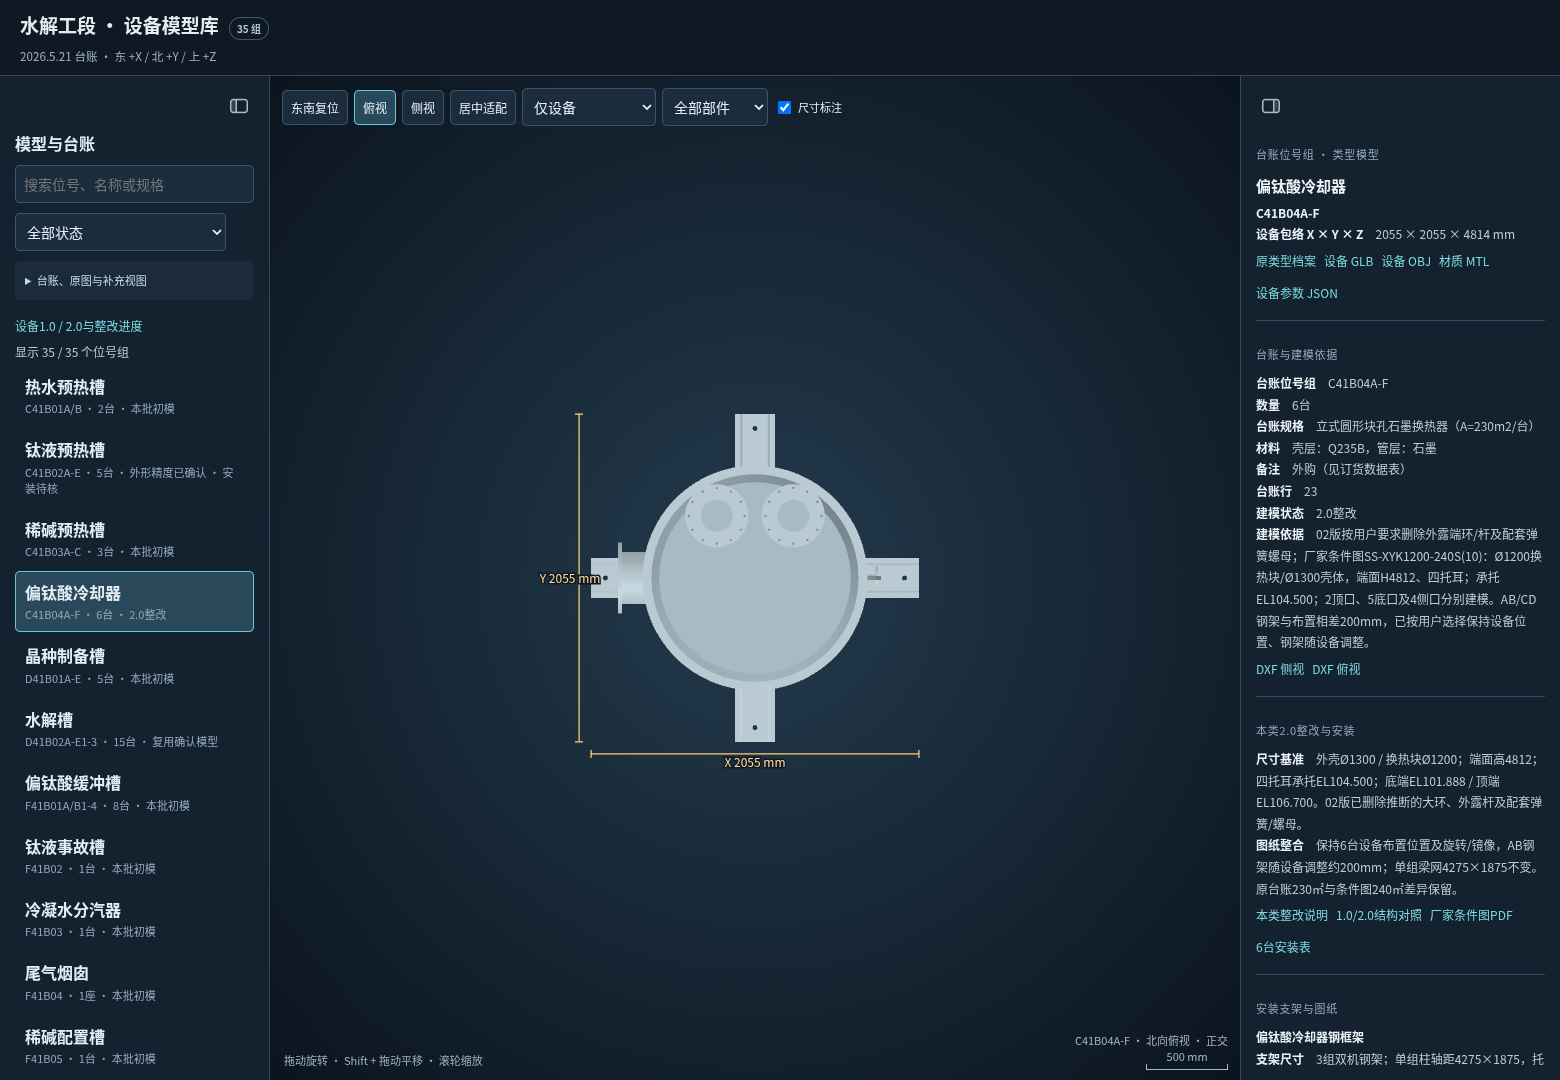 水解工段 · 设备模型库 35 组
2026.5.21 台账 · 东 +X / 北 +Y / 上 +Z
模型与台账
搜索位号、名称或规格
全部状态
▸ 台账、原图与补充视图
设备1.0 / 2.0与整改进度
显示 35 / 35 个位号组
热水预热槽
C41B01A/B · 2台 · 本批初模
钛液预热槽
C41B02A-E · 5台 · 外形精度已确认 · 安
装待核
稀碱预热槽
C41B03A-C · 3台 · 本批初模
偏钛酸冷却器
C41B04A-F · 6台 · 2.0整改
晶种制备槽
D41B01A-E · 5台 · 本批初模
水解槽
D41B02A-E1-3 · 15台 · 复用确认模型
偏钛酸缓冲槽
F41B01A/B1-4 · 8台 · 本批初模
钛液事故槽
F41B02 · 1台 · 本批初模
冷凝水分汽器
F41B03 · 1台 · 本批初模
尾气烟囱
F41B04 · 1座 · 本批初模
稀碱配置槽
F41B05 · 1台 · 本批初模
东南复位 俯视 侧视 居中适配 仅设备 全部部件 尺寸标注
Y 2055 mm
X 2055 mm
拖动旋转 · Shift + 拖动平移 · 滚轮缩放
C41B04A-F · 北向俯视 · 正交
500 mm
台账位号组 · 类型模型
偏钛酸冷却器
C41B04A-F
设备包络 X × Y × Z 2055 × 2055 × 4814 mm
原类型档案 设备 GLB 设备 OBJ 材质 MTL
设备参数 JSON
台账与建模依据
台账位号组 C41B04A-F
数量 6台
台账规格 立式圆形块孔石墨换热器（A=230m2/台）
材料 壳层：Q235B，管层：石墨
备注 外购（见订货数据表）
台账行 23
建模状态 2.0整改
建模依据 02版按用户要求删除外露端环/杆及配套弹
簧螺母；厂家条件图SS-XYK1200-240S(10)：Ø1200换
热块/Ø1300壳体，端面H4812、四托耳；承托
EL104.500；2顶口、5底口及4侧口分别建模。AB/CD
钢架与布置相差200mm，已按用户选择保持设备位
置、钢架随设备调整。
DXF 侧视 DXF 俯视
本类2.0整改与安装
尺寸基准 外壳Ø1300 / 换热块Ø1200；端面高4812；
四托耳承托EL104.500；底端EL101.888 / 顶端
EL106.700。02版已删除推断的大环、外露杆及配套弹
簧/螺母。
图纸整合 保持6台设备布置位置及旋转/镜像，AB钢
架随设备调整约200mm；单组梁网4275×1875不变。
原台账230㎡与条件图240㎡差异保留。
本类整改说明 1.0/2.0结构对照 厂家条件图PDF
6台安装表
安装支架与图纸
偏钛酸冷却器钢框架
支架尺寸 3组双机钢架；单组柱轴距4275×1875，托